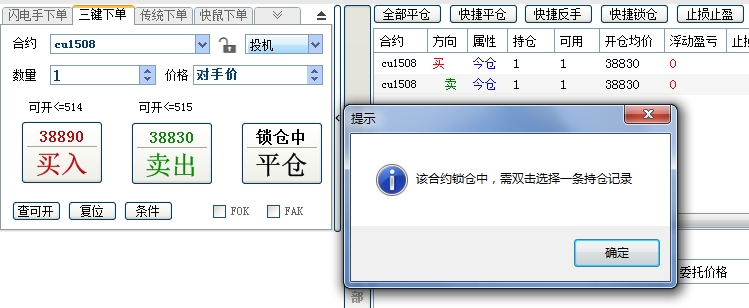 闪电手下单 三键下单 传统下单 快鼠下单
合约 cu1508 投机
数量 1 价格 对手价
可开<=514 可开<=515
38890 38830 锁仓中
买入 卖出 平仓
查可开 复位 条件 FOK FAK
全部平仓 快捷平仓 快捷反手 快捷锁仓 止损止盈
合约 方向 属性 持仓 可用 开仓均价 浮动盈亏 止损
cu1508 买 今仓 1 1 38830 0
cu1508 卖 今仓 1 1 38830 0
提示
该合约锁仓中，需双击选择一条持仓记录
确定
委托价格
部